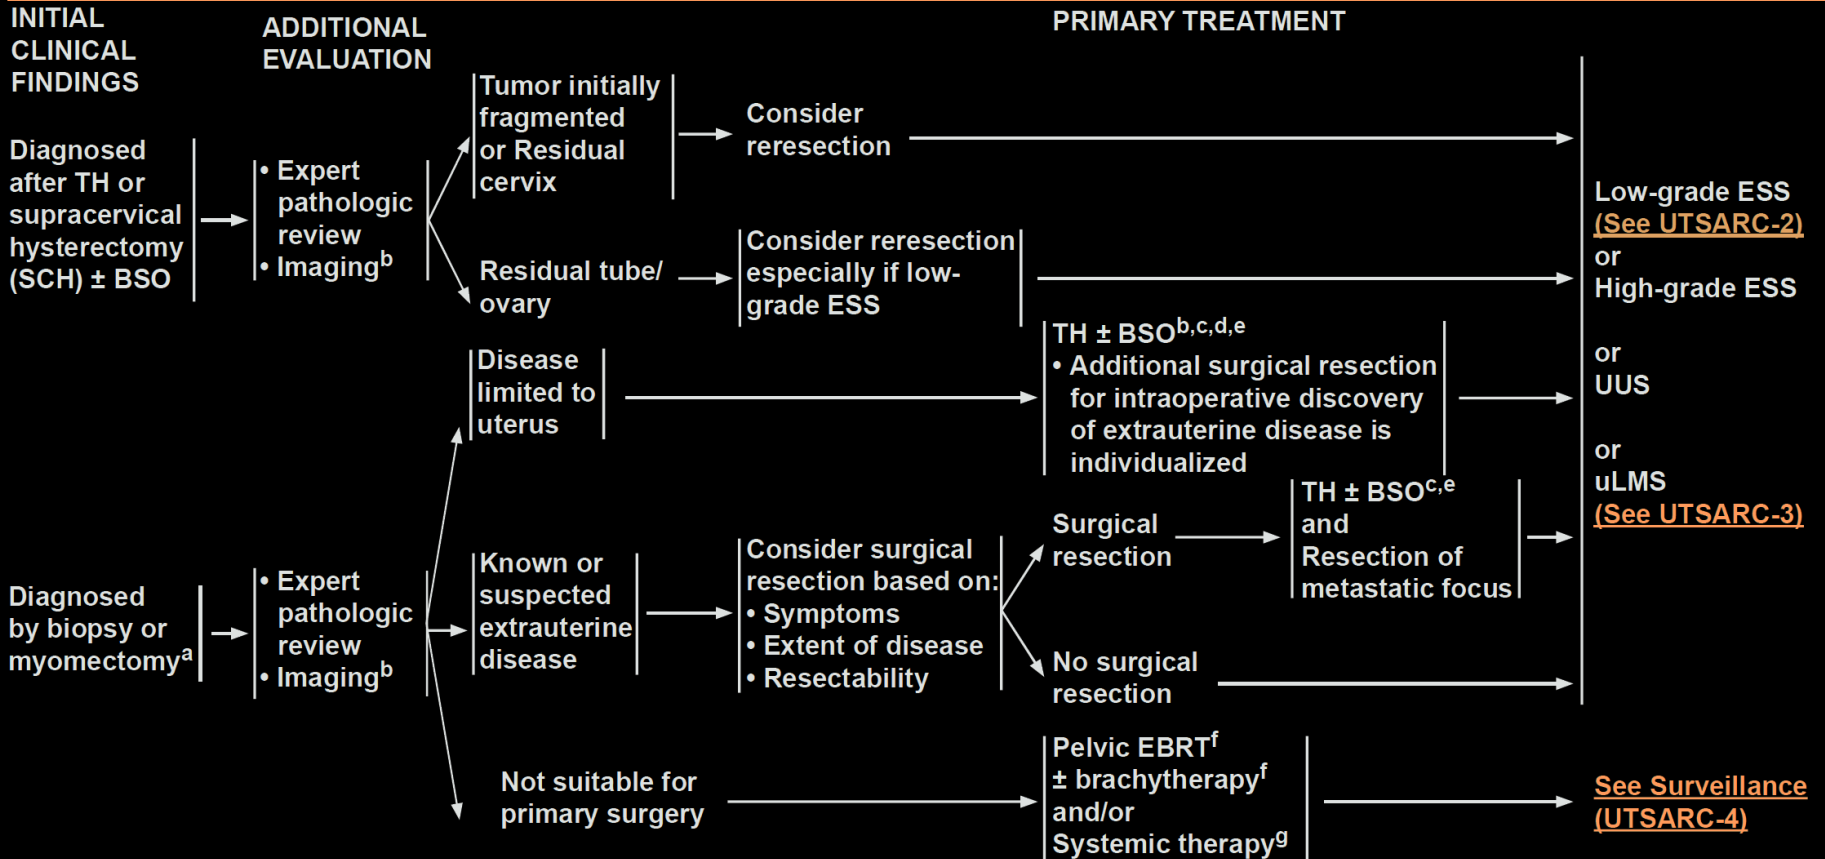 INITIAL
CLINICAL
FINDINGS
ADDITIONAL
EVALUATION
PRIMARY TREATMENT
Diagnosed
after TH or
supracervical
hysterectomy
(SCH) ± BSO
• Expert
pathologic
review
• Imagingb
Tumor initially
fragmented
or Residual
cervix
Consider
reresection
Residual tube/
ovary
Consider reresection
especially if low-
grade ESS
Diagnosed
by biopsy or
myomectomya
• Expert
pathologic
review
• Imagingb
Disease
limited to
uterus
TH ± BSOb,c,d,e
• Additional surgical resection
for intraoperative discovery
of extrauterine disease is
individualized
Known or
suspected
extrauterine
disease
Consider surgical
resection based on:
• Symptoms
• Extent of disease
• Resectability
Surgical
resection
TH ± BSOc,e
and
Resection of
metastatic focus
No surgical
resection
Low-grade ESS
(See UTSARC-2)
or
High-grade ESS
or
UUS
or
uLMS
(See UTSARC-3)
Not suitable for
primary surgery
Pelvic EBRTf
± brachytherapyf
and/or
Systemic therapyg
See Surveillance
(UTSARC-4)